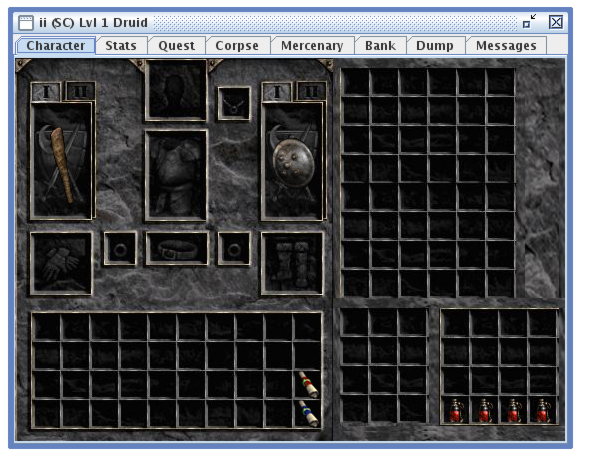 ii (SC) Lvl 1 Druid
Character Stats Quest Corpse Mercenary Bank Dump Messages
I II I II